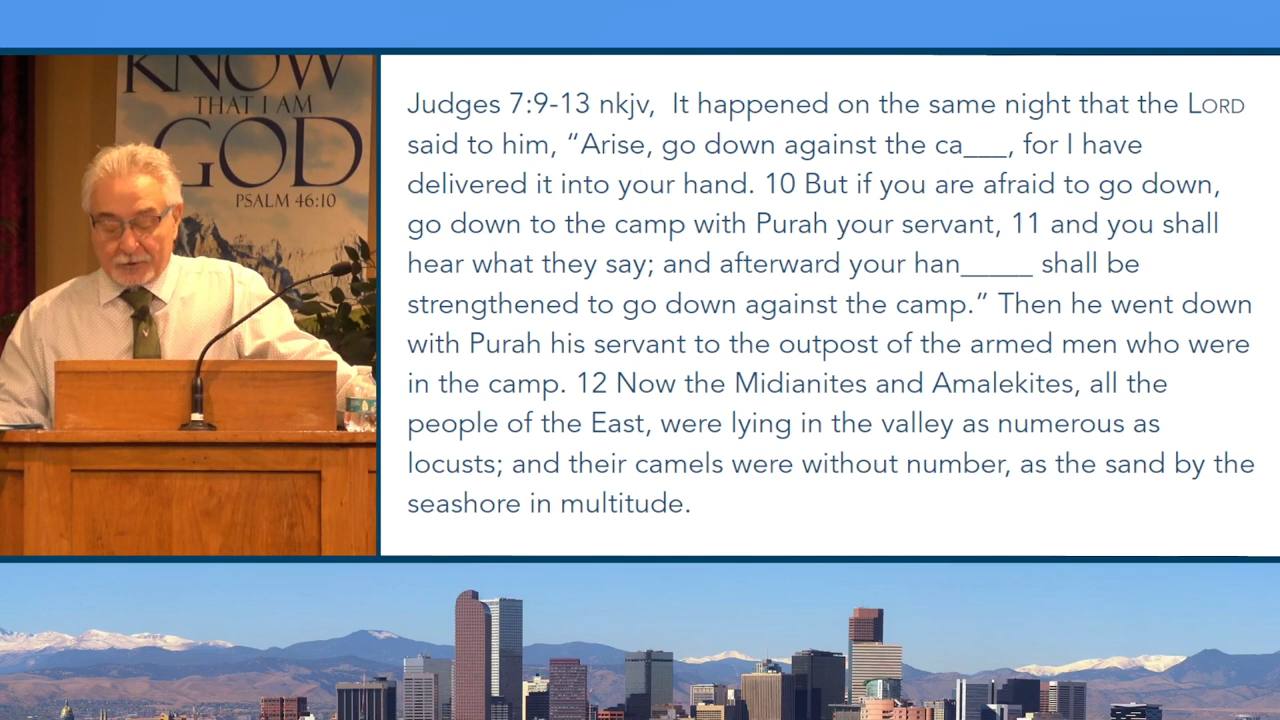 KNOW
THAT I AM
GOD
PSALM 46:10
Judges 7:9-13 nkjv,  It happened on the same night that the LORD
said to him, “Arise, go down against the ca___, for I have
delivered it into your hand. 10 But if you are afraid to go down,
go down to the camp with Purah your servant, 11 and you shall
hear what they say; and afterward your han_____ shall be
strengthened to go down against the camp.” Then he went down
with Purah his servant to the outpost of the armed men who were
in the camp. 12 Now the Midianites and Amalekites, all the
people of the East, were lying in the valley as numerous as
locusts; and their camels were without number, as the sand by the
seashore in multitude.